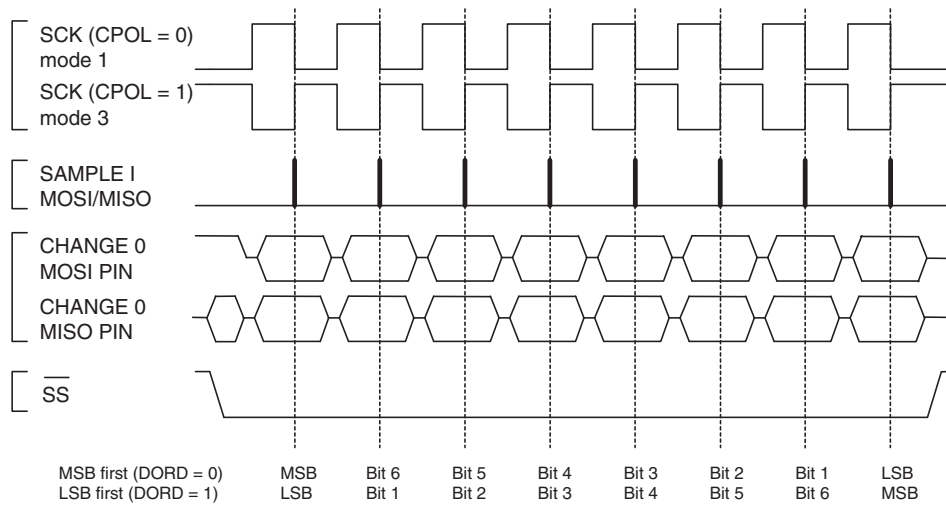 SCK (CPOL = 0)
mode 1
SCK (CPOL = 1)
mode 3
SAMPLE I
MOSI/MISO
CHANGE 0
MOSI PIN
CHANGE 0
MISO PIN
SS
MSB first (DORD = 0) MSB Bit 6 Bit 5 Bit 4 Bit 3 Bit 2 Bit 1 LSB
LSB first (DORD = 1) LSB Bit 1 Bit 2 Bit 3 Bit 4 Bit 5 Bit 6 MSB